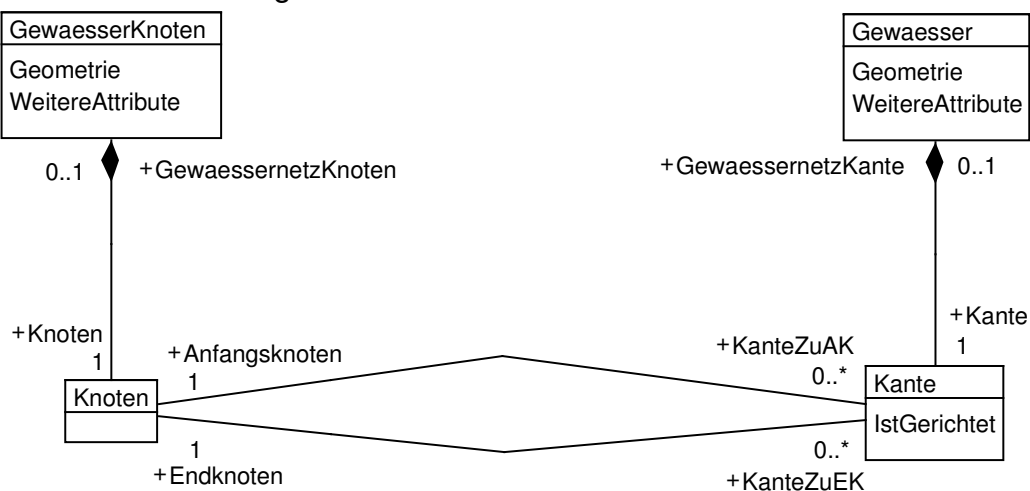 GewaesserKnoten
Geometrie
WeitereAttribute
Gewaesser
Geometrie
WeitereAttribute
0..1
+GewaessernetzKnoten
+GewaessernetzKante
0..1
+Knoten
1
+Anfangsknoten
1
+KanteZuAK
0..*
+Kante
1
Knoten
Kante
IstGerichtet
1
+Endknoten
0..*
+KanteZuEK